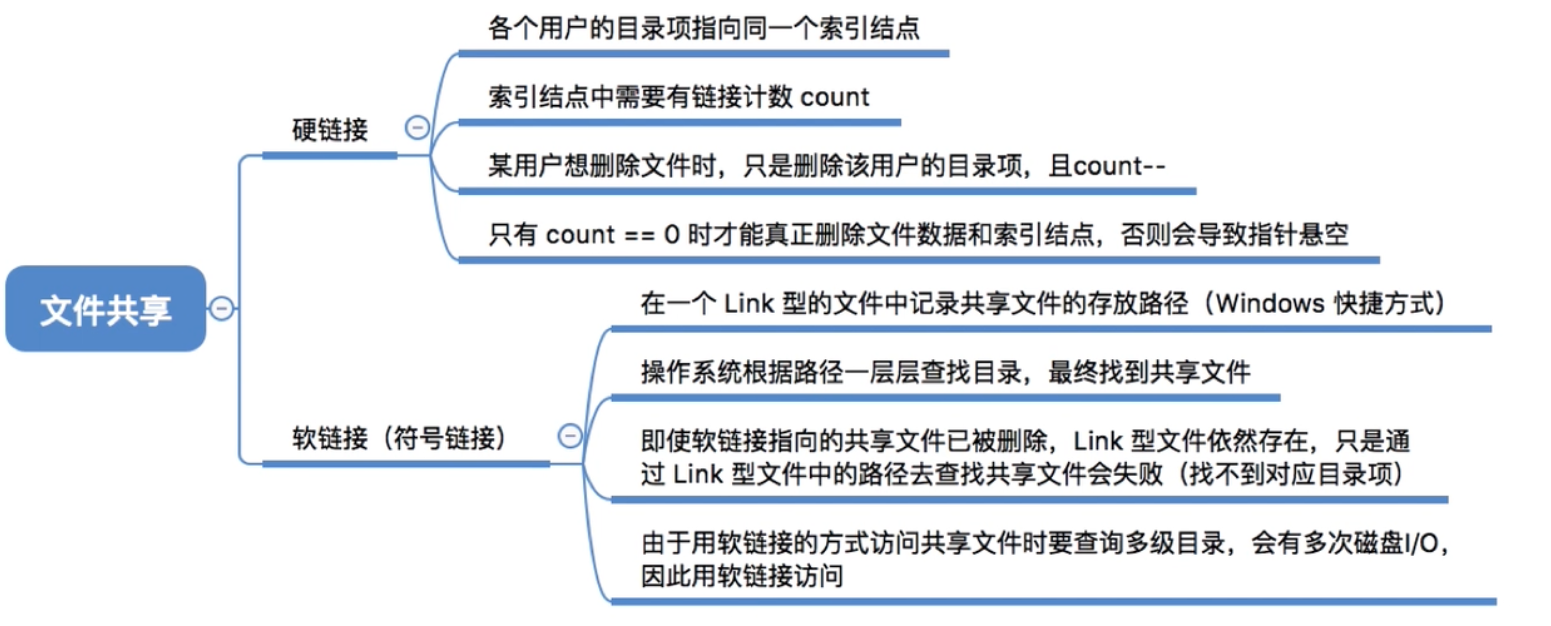 文件共享
硬链接
各个用户的目录项指向同一个索引结点
索引结点中需要有链接计数 count
某用户想删除文件时，只是删除该用户的目录项，且count--
只有 count == 0 时才能真正删除文件数据和索引结点，否则会导致指针悬空
软链接（符号链接）
在一个 Link 型的文件中记录共享文件的存放路径（Windows 快捷方式）
操作系统根据路径一层层查找目录，最终找到共享文件
即使软链接指向的共享文件已被删除，Link 型文件依然存在，只是通
过 Link 型文件中的路径去查找共享文件会失败（找不到对应目录项）
由于用软链接的方式访问共享文件时要查询多级目录，会有多次磁盘I/O，
因此用软链接访问